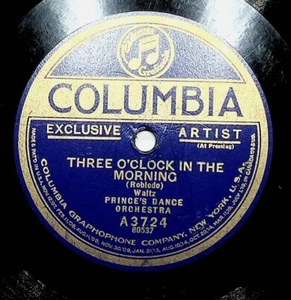 COLUMBIA
EXCLUSIVE ARTIST
(At Present)
THREE O'CLOCK IN THE
MORNING
(Robledo)
Waltz
PRINCE'S DANCE
ORCHESTRA
A3724
80537
COLUMBIA GRAPHOPHONE COMPANY, NEW YORK, U.S.A.